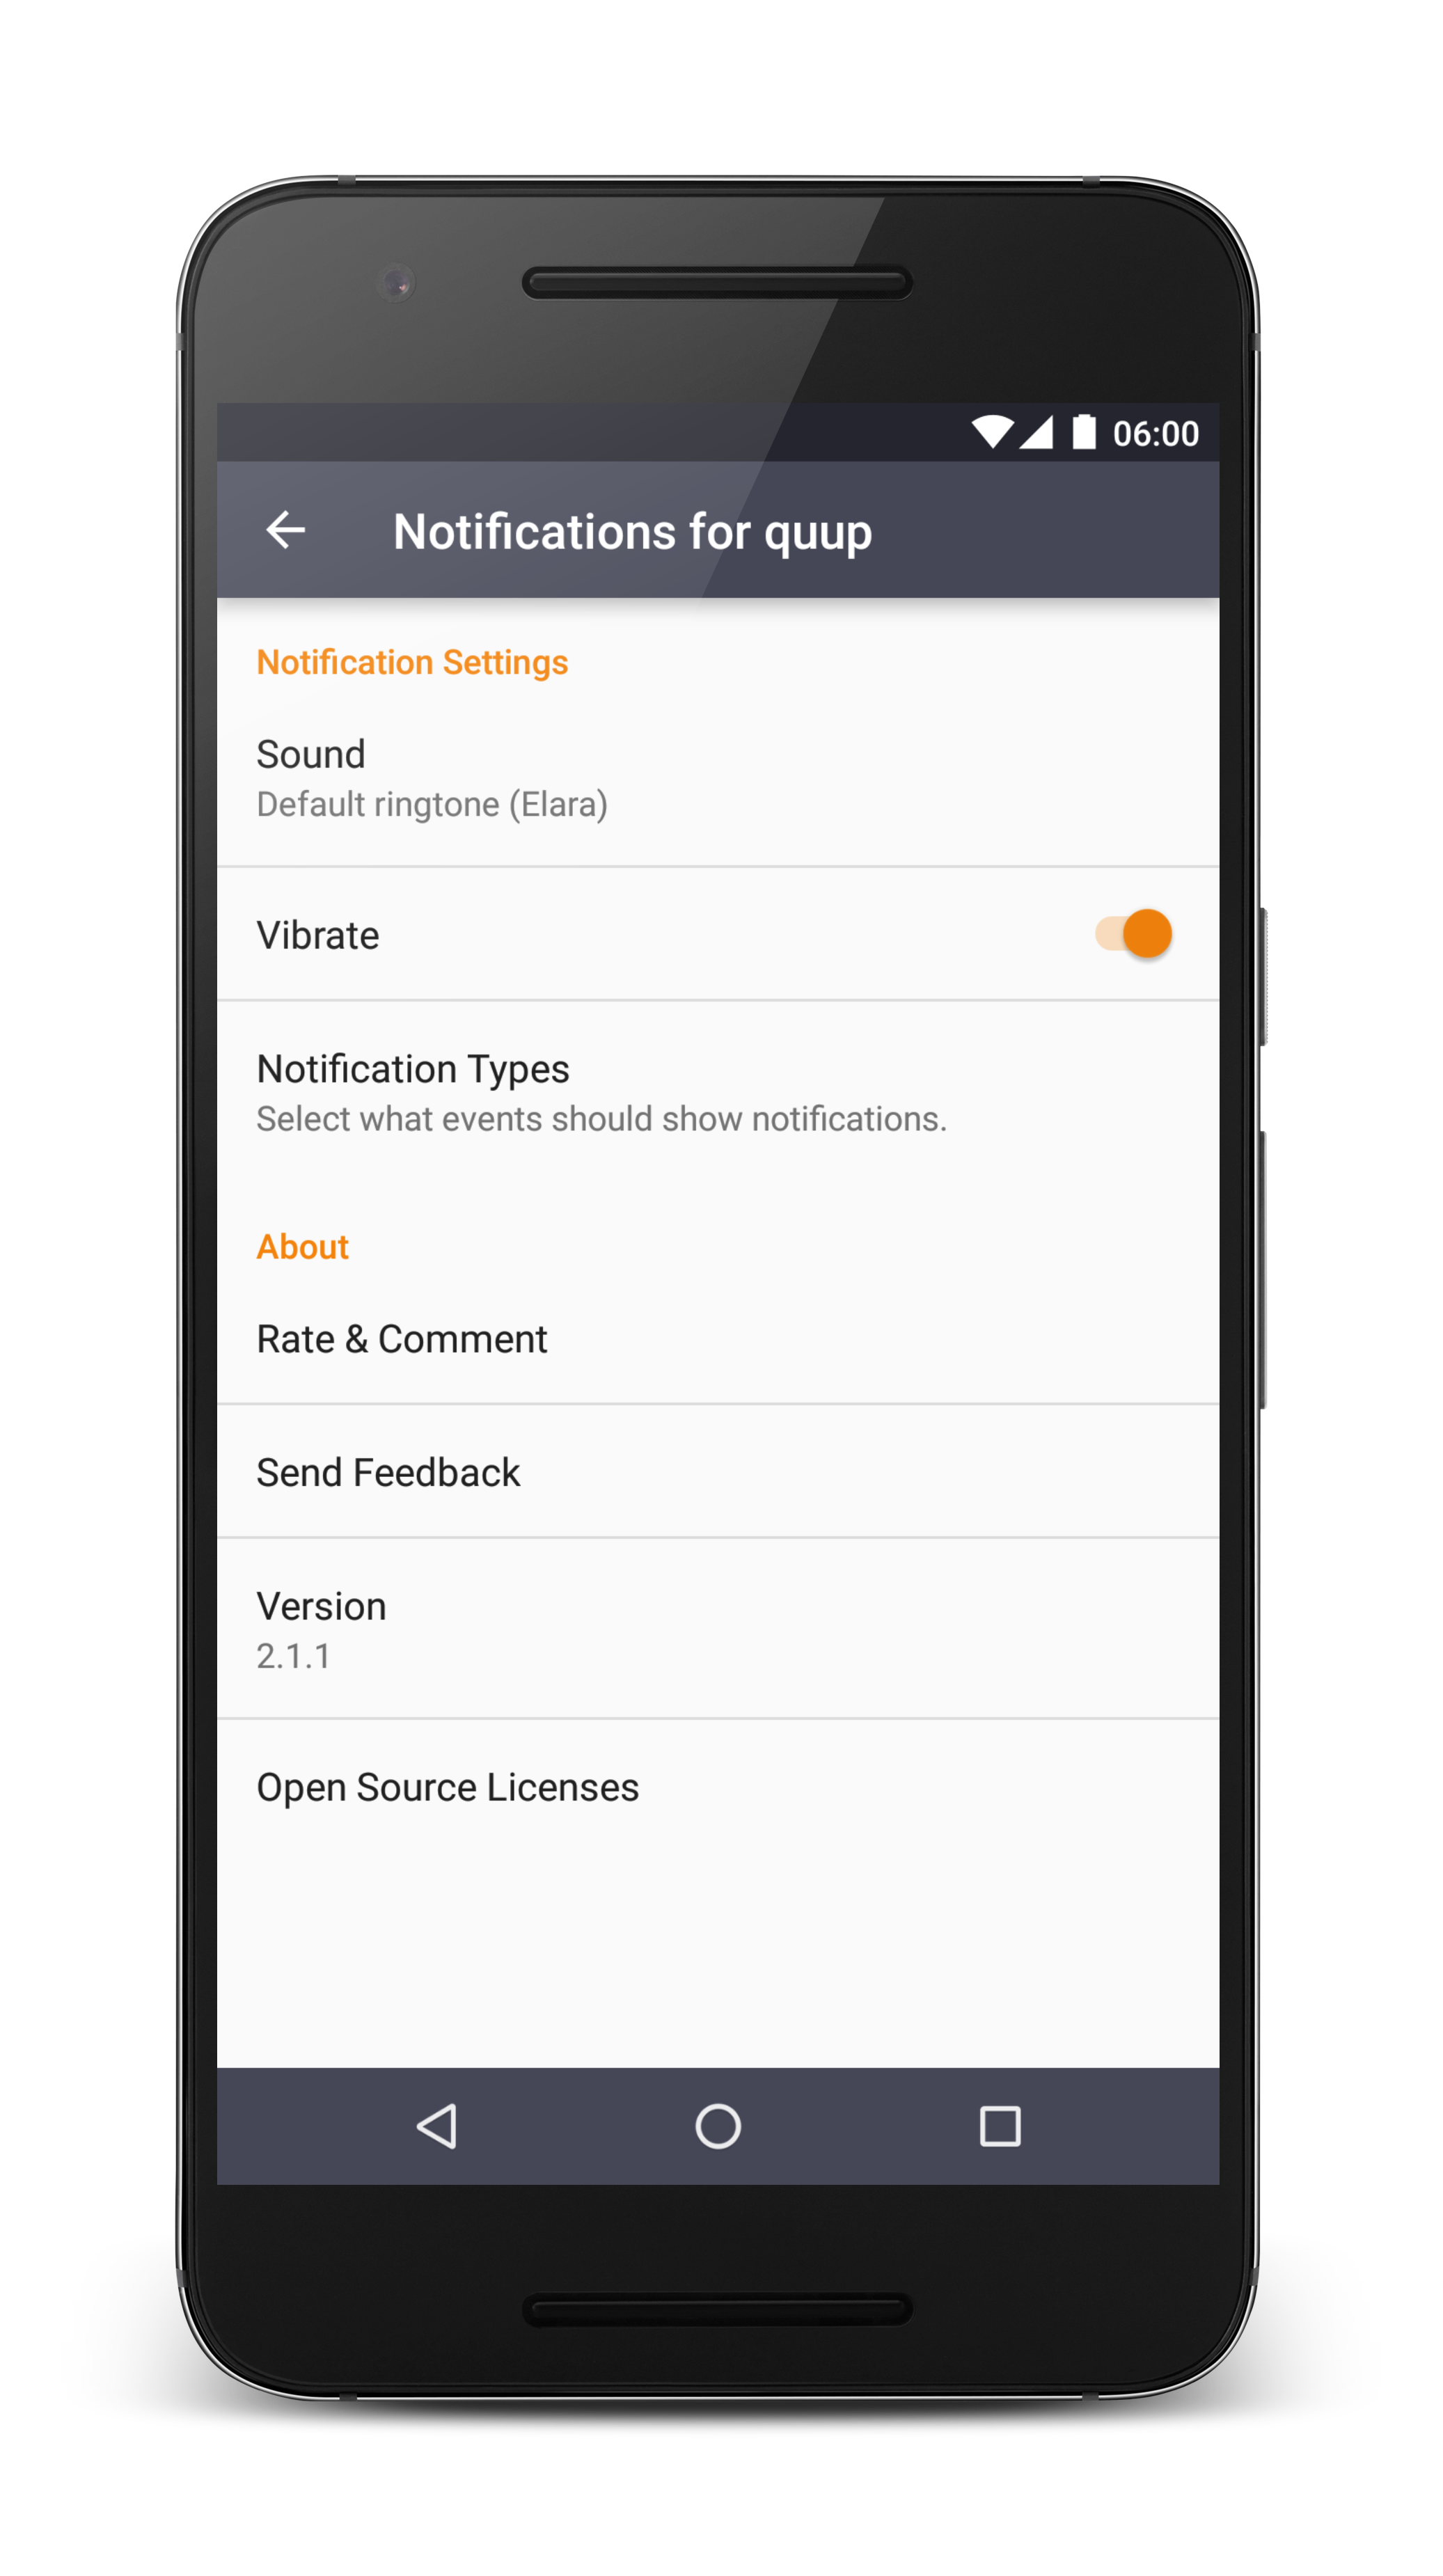 06:00
Notifications for quup
Notification Settings
Sound
Default ringtone (Elara)
Vibrate
Notification Types
Select what events should show notifications.
About
Rate & Comment
Send Feedback
Version
2.1.1
Open Source Licenses